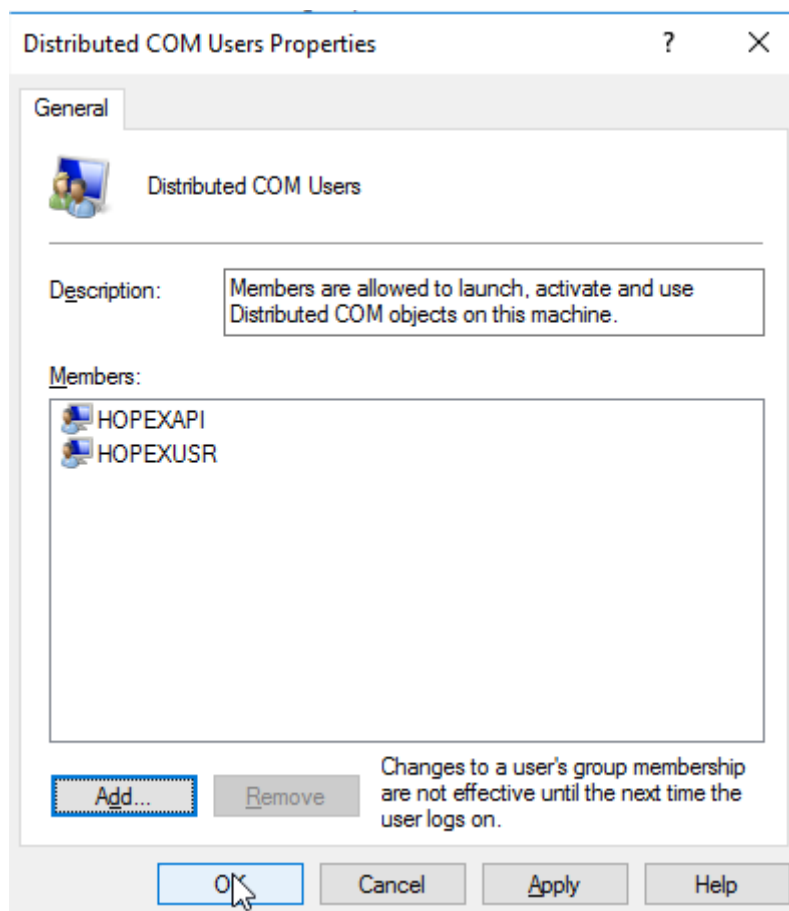 Distributed COM Users Properties ?
General
Distributed COM Users
Description:
Members are allowed to launch, activate and use
Distributed COM objects on this machine.
Members:
HOPEXAPI
HOPEXUSR
Add...
Remove
Changes to a user's group membership
are not effective until the next time the
user logs on.
Cancel
Apply
Help